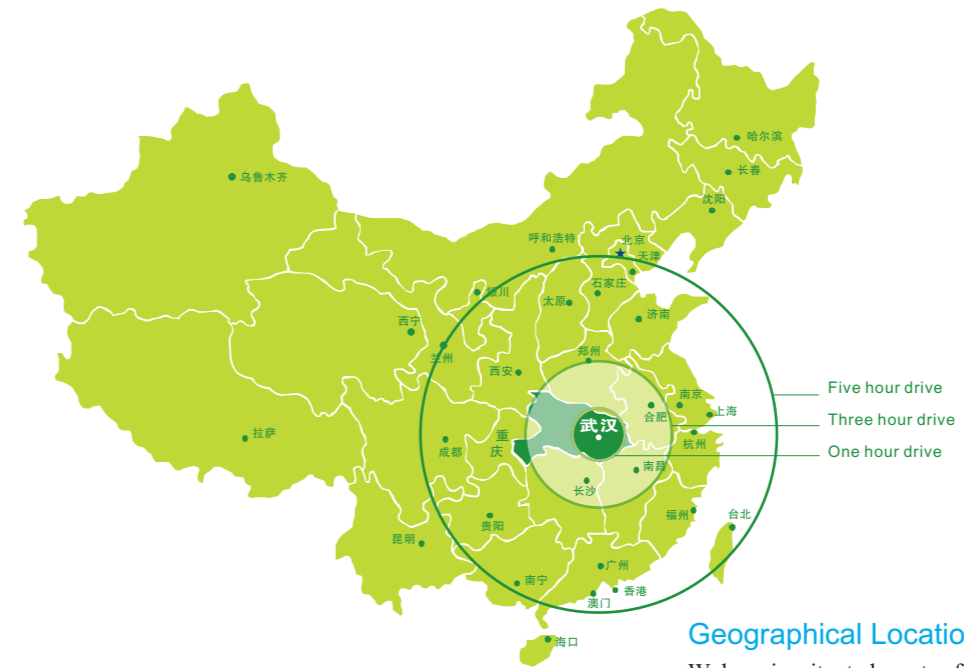 哈尔滨
长春
乌鲁木齐
沈阳
呼和浩特
北京
天津
石家庄
银川
太原
济南
西宁
郑州
兰州
西安
Five hour drive
南京
上海
合肥
Three hour drive
武汉
拉萨
重
庆
杭州
成都
One hour drive
南昌
长沙
福州
台北
贵阳
昆明
广州
南宁
香港
澳门
Geographical Locatio
海口